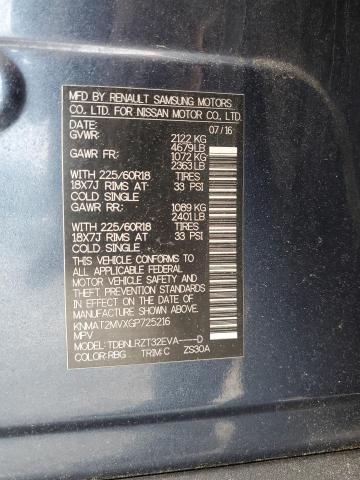 MFD BY RENAULT SAMSUNG MOTORS
CO. LTD. FOR NISSAN MOTOR CO., LTD.
DATE: 07/16
GVWR: 2122 KG
4679LB
GAWR FR: 1072 KG
2363LB
WITH 225/60R18 TIRES
18X7J RIMS AT: 33 PSI
COLD SINGLE
GAWR RR: 1089 KG
2401 LB
WITH 225/60R18 TIRES
18X7J RIMS AT: 33 PSI
COLD SINGLE
THIS VEHICLE CONFORMS TO
ALL APPLICABLE U.S. FEDERAL
MOTOR VEHICLE SAFETY AND
THEFT PREVENTION STANDARDS
IN EFFECT ON THE DATE OF
MANUFACTURE SHOWN ABOVE.
KNMAT2MVXGP725216
MPV
MODEL: TDBNLRZT32EVA----D
COLOR:RBG TRIM:C ZS30A